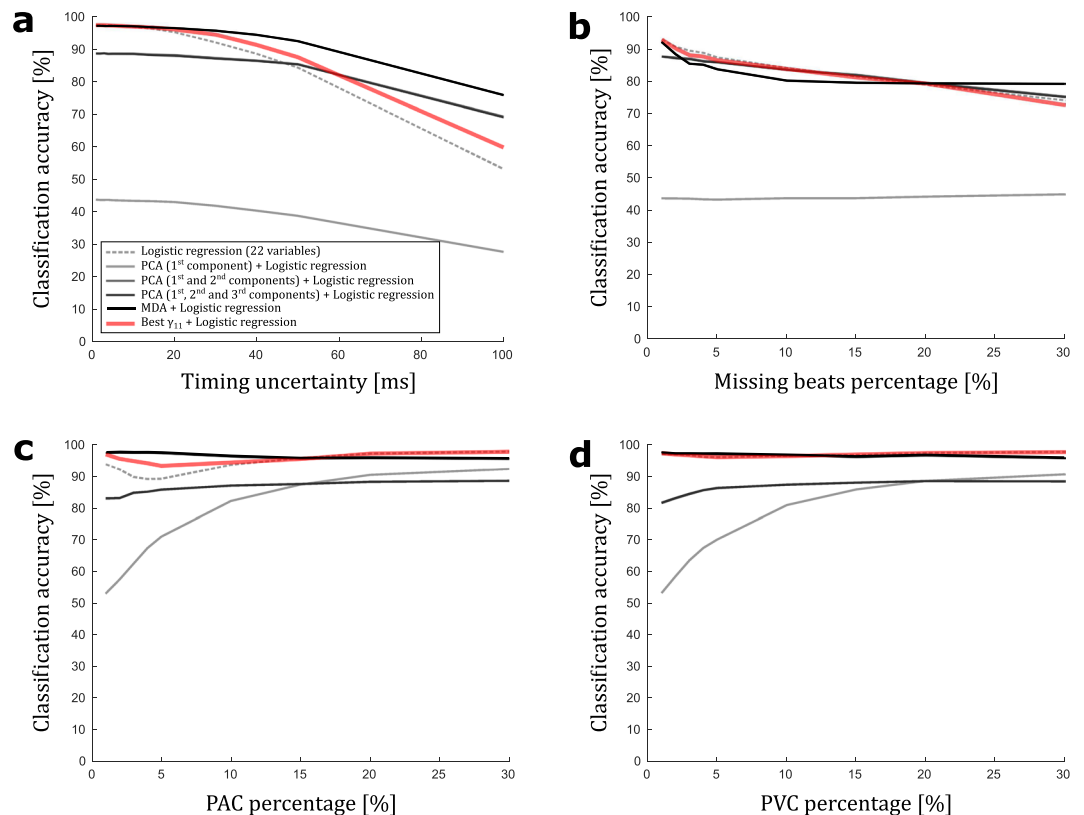 a
Classification accuracy [%]
100
90
80
70
60
50
40
30
20
10
0
Logistic regression (22 variables)
PCA (1st component) + Logistic regression
PCA (1st and 2nd components) + Logistic regression
PCA (1st, 2nd and 3rd components) + Logistic regression
MDA + Logistic regression
Best γ11 + Logistic regression
0 20 40 60 80 100
Timing uncertainty [ms]
b
Classification accuracy [%]
100
90
80
70
60
50
40
30
20
10
0
0 5 10 15 20 25 30
Missing beats percentage [%]
c
Classification accuracy [%]
100
90
80
70
60
50
40
30
20
10
0
0 5 10 15 20 25 30
PAC percentage [%]
d
Classification accuracy [%]
100
90
80
70
60
50
40
30
20
10
0
0 5 10 15 20 25 30
PVC percentage [%]